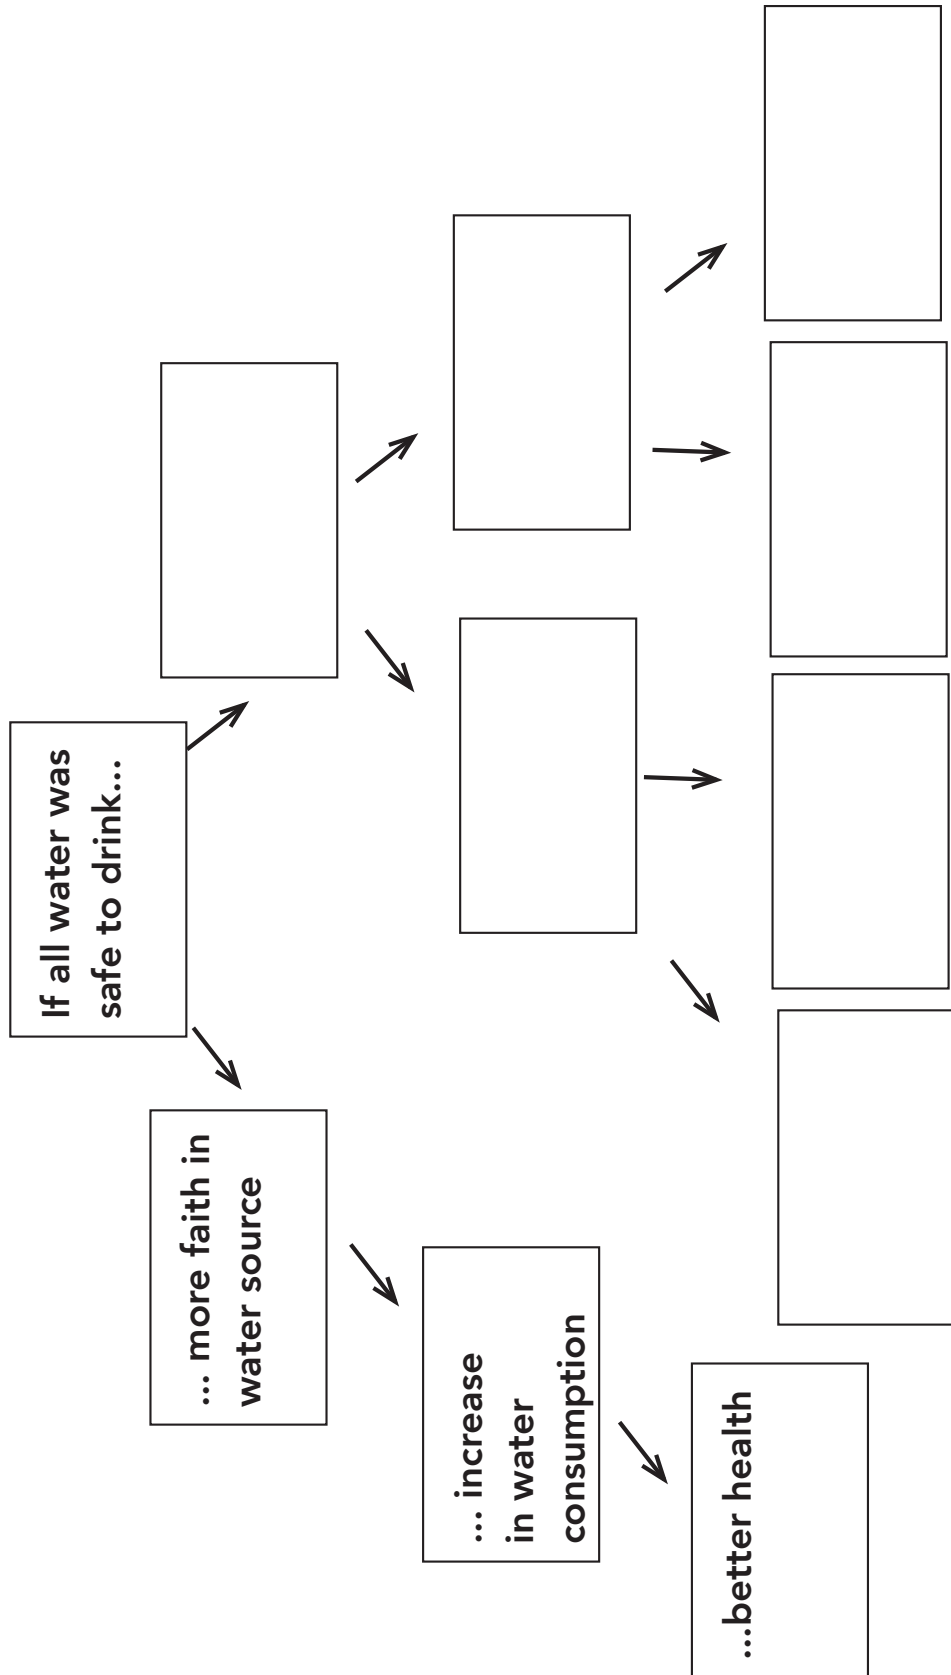 If all water was
safe to drink...
... more faith in
water source
... increase
in water
consumption
...better health